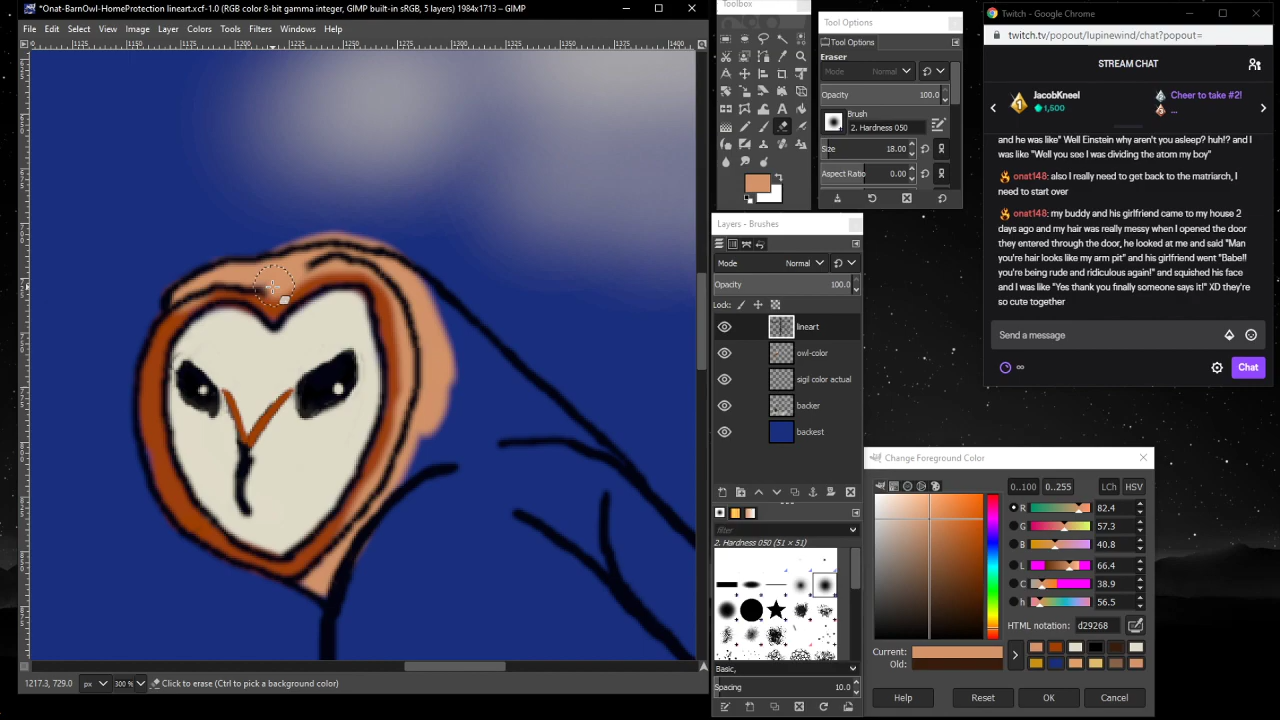 *Onat-BarnOwl-HomeProtection lineart.xcf-1.0 (RGB color 8-bit gamma integer, GIMP built-in sRGB, 5 layers) 1984x1713 – GIMP
File Edit Select View Image Layer Colors Tools Filters Windows Help
1125 1150 1175 1200 1225 1250 1275 1300 1325 1350 1375 1400
1217.3, 729.0 px 300 % Click to erase (Ctrl to pick a background color)
Toolbox
Tool Options
Tool Options
Eraser
Mode Normal
Opacity 100.0
Brush
2. Hardness 050
Size 18.00
Aspect Ratio 0.00
Layers - Brushes
Mode Normal
Opacity 100.0
Lock:
lineart
owl-color
sigil color actual
backer
backest
filter
2. Hardness 050 (51 × 51)
Basic,
Spacing 10.0
Twitch - Google Chrome
twitch.tv/popout/lupinewind/chat?popout=
STREAM CHAT
1 JacobKneel
1,500
Cheer to take #2!
...
and he was like" Well Einstein why aren't you asleep? huh!? and I
was like "Well you see I was dividing the atom my boy"
onat148: also I really need to get back to the matriarch, I
need to start over
onat148: my buddy and his girlfriend came to my house 2
days ago and my hair was really messy when I opened the door
they entered through the door, he looked at me and said "Man
you're hair looks like my arm pit" and his girlfriend went "Babe!!
you're being rude and ridiculous again!" and squished his face
and I was like "Yes thank you finally someone says it!" XD they're
so cute together
Send a message
∞
Chat
Change Foreground Color
0..100 0..255 LCh HSV
R 82.4
G 57.3
B 40.8
L 66.4
C 38.9
h 56.5
HTML notation: d29268
Current:
Old:
Help Reset OK Cancel